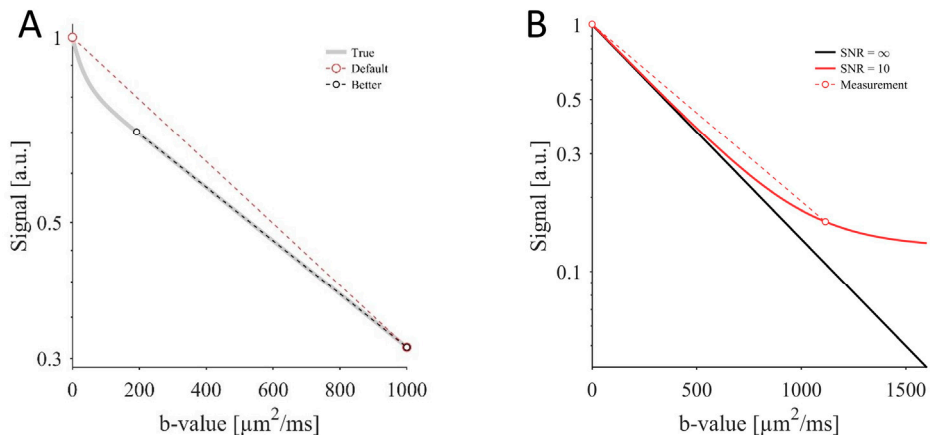 A
1
0.5
0.3
Signal [a.u.]
0 200 400 600 800 1000
b-value [μm²/ms]
True
Default
Better
B
1
0.5
0.3
0.1
Signal [a.u.]
0 500 1000 1500
b-value [μm²/ms]
SNR = ∞
SNR = 10
Measurement